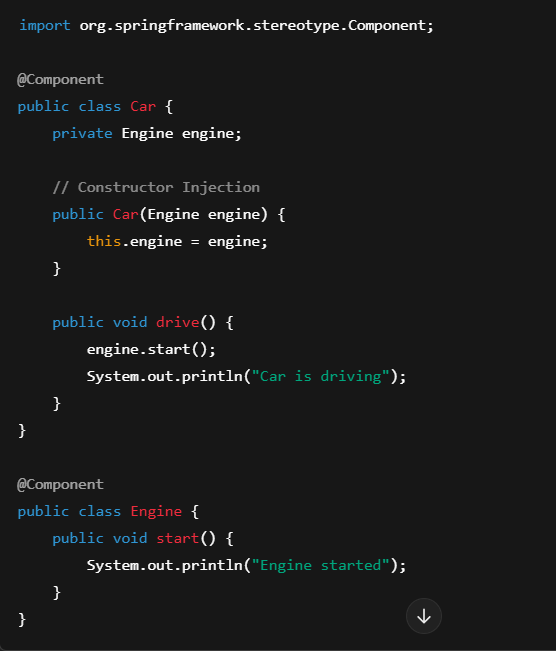 import org.springframework.stereotype.Component;
@Component
public class Car {
    private Engine engine;
    // Constructor Injection
    public Car(Engine engine) {
        this.engine = engine;
    }
    public void drive() {
        engine.start();
        System.out.println("Car is driving");
    }
}
@Component
public class Engine {
    public void start() {
        System.out.println("Engine started");
    }
}